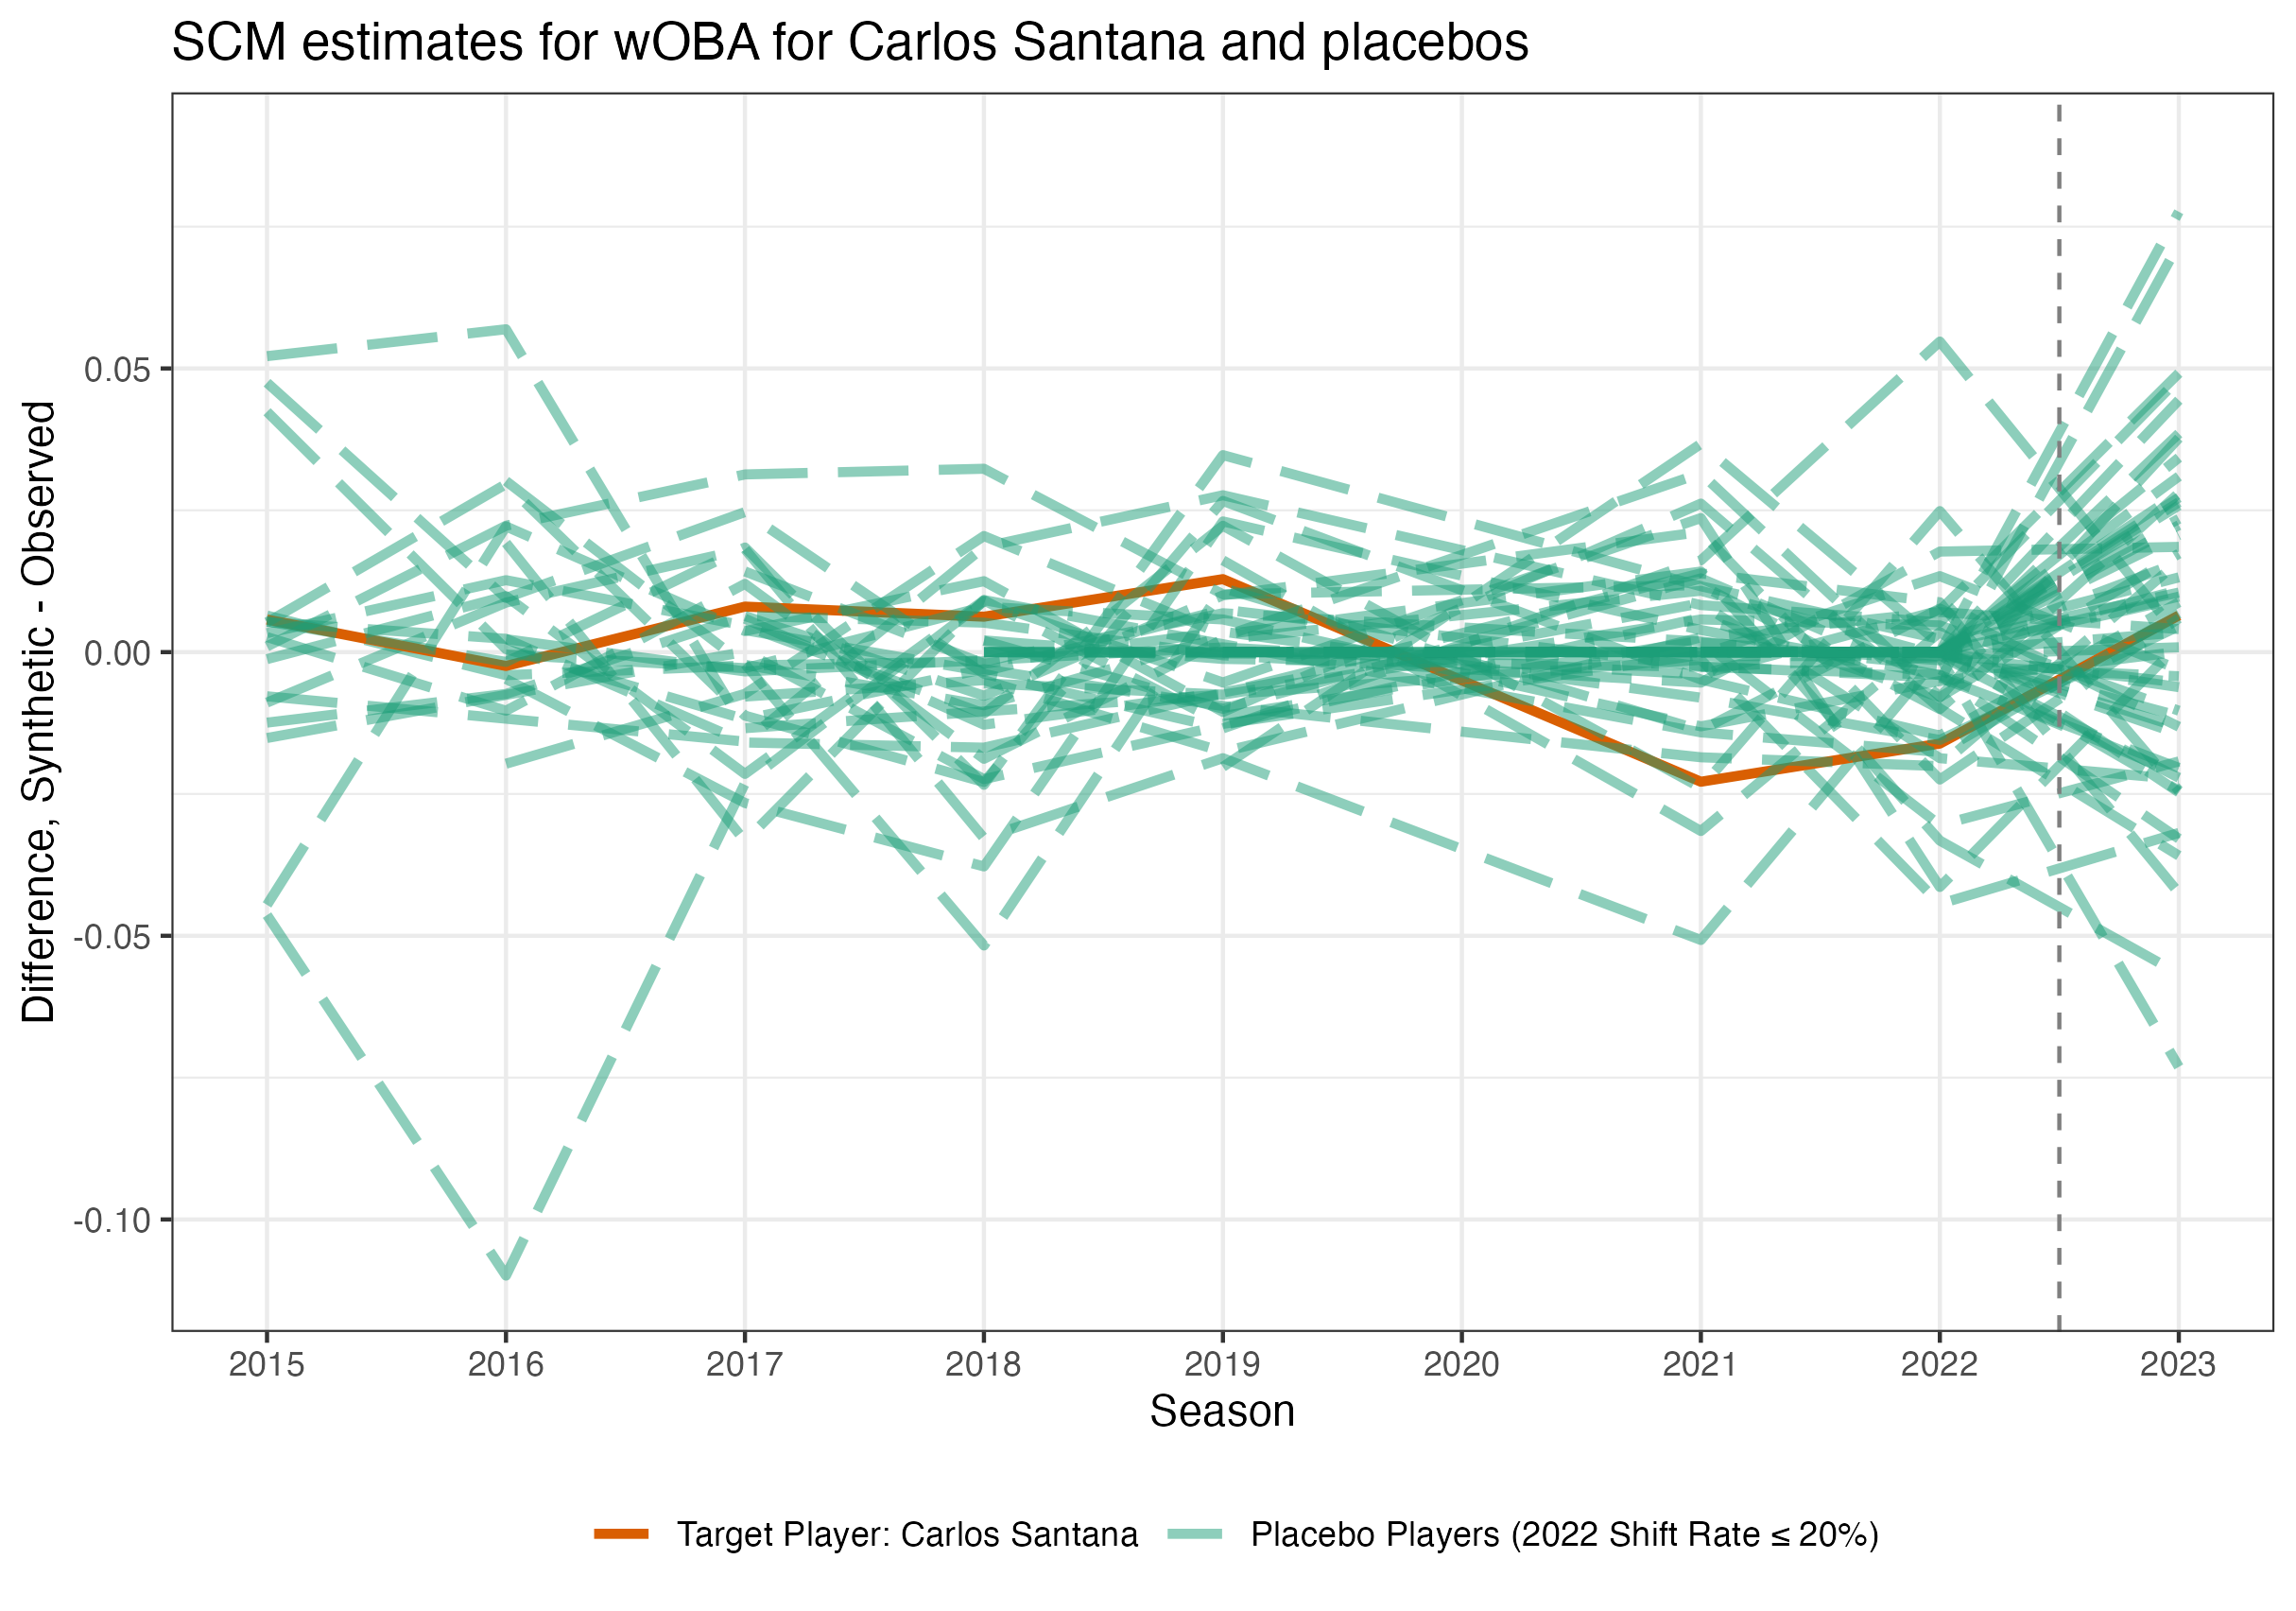 SCM estimates for wOBA for Carlos Santana and placebos
Difference, Synthetic - Observed
0.05
0.00
-0.05
-0.10
2015 2016 2017 2018 2019 2020 2021 2022 2023
Season
Target Player: Carlos Santana Placebo Players (2022 Shift Rate ≤ 20%)